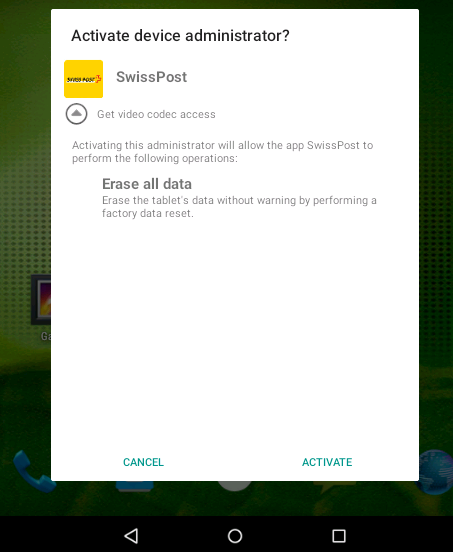 Activate device administrator?
SWISS POST
SwissPost
Get video codec access
Activating this administrator will allow the app SwissPost to
perform the following operations:
Erase all data
Erase the tablet's data without warning by performing a
factory data reset.
Ga
CANCEL
ACTIVATE